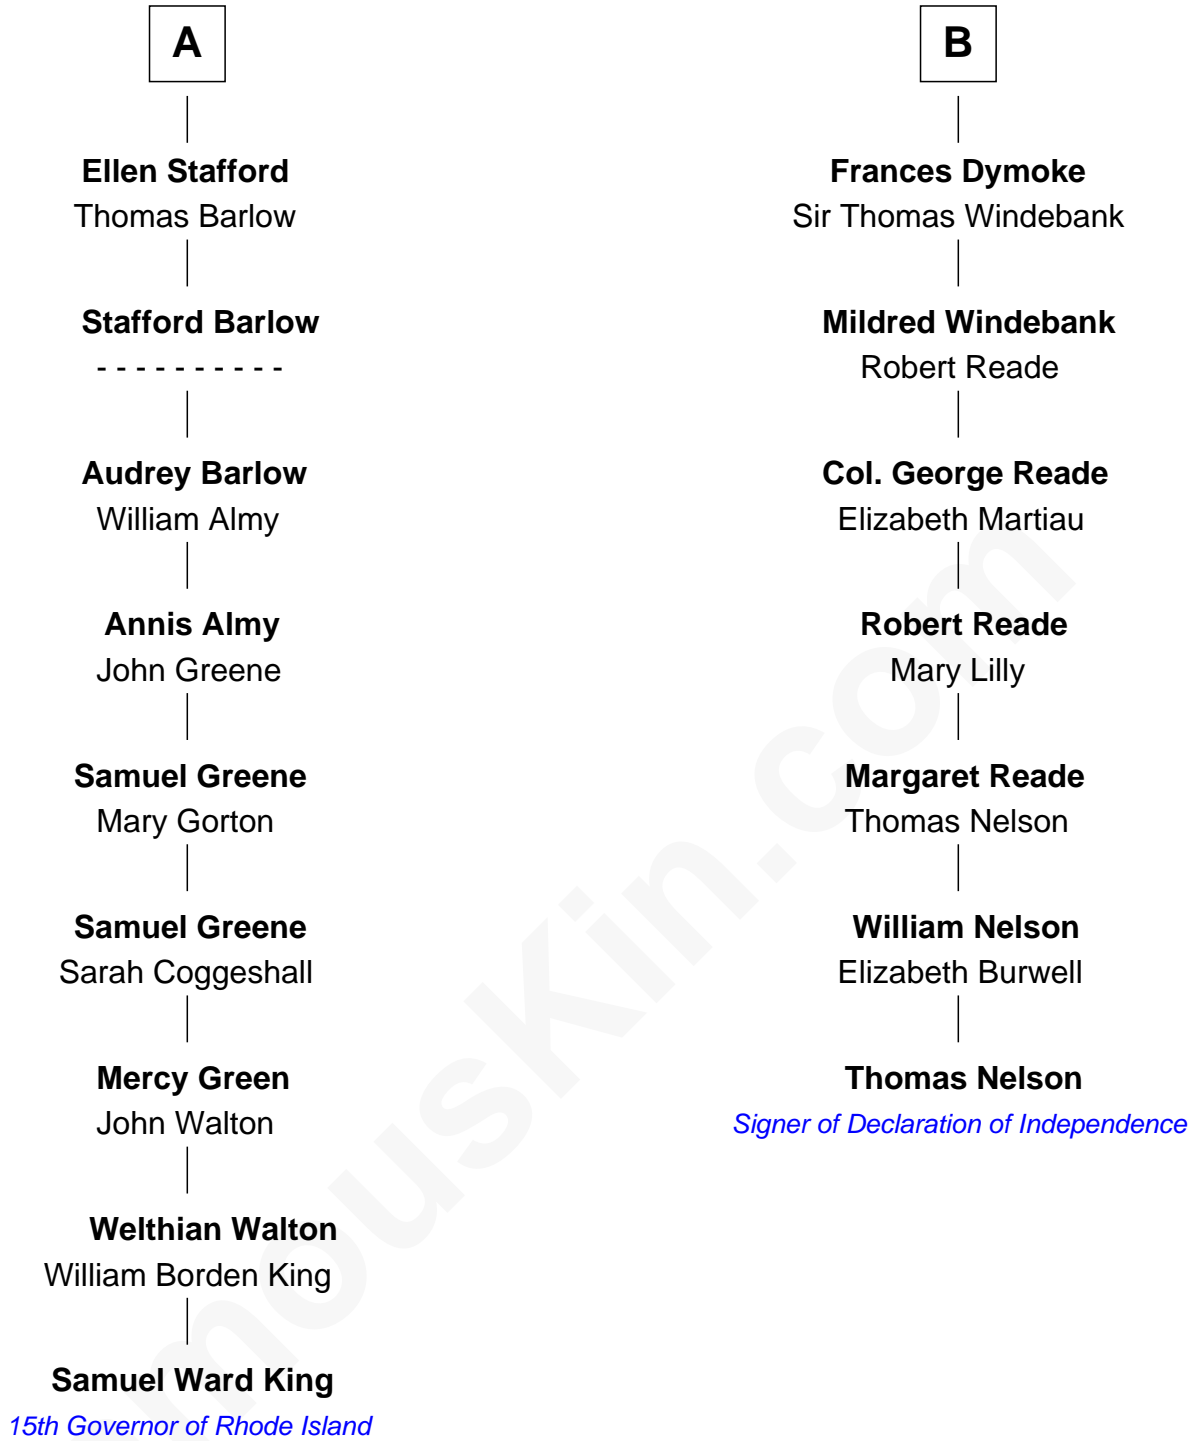 A
Ellen Stafford
Thomas Barlow
Stafford Barlow
- - - - - - - - - -
Audrey Barlow
William Almy
Annis Almy
John Greene
Samuel Greene
Mary Gorton
Samuel Greene
Sarah Coggeshall
Mercy Green
John Walton
Welthian Walton
William Borden King
Samuel Ward King
15th Governor of Rhode Island
B
Frances Dymoke
Sir Thomas Windebank
Mildred Windebank
Robert Reade
Col. George Reade
Elizabeth Martiau
Robert Reade
Mary Lilly
Margaret Reade
Thomas Nelson
William Nelson
Elizabeth Burwell
Thomas Nelson
Signer of Declaration of Independence
mousKin.com